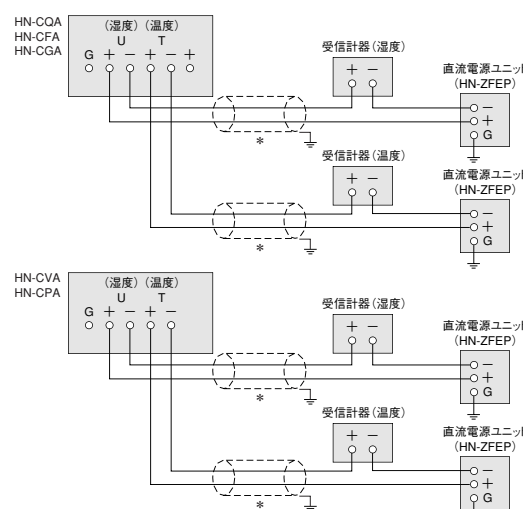 HN-CQA
HN-CFA
HN-CGA
（湿度）（温度）
U T
G + − + − +
受信計器（湿度）
+ −
直流電源ユニット
（HN-ZFEP）
−
+
G
*
受信計器（温度）
+ −
直流電源ユニット
（HN-ZFEP）
−
+
G
*
HN-CVA
HN-CPA
（湿度）（温度）
U T
G + − + −
受信計器（湿度）
+ −
直流電源ユニット
（HN-ZFEP）
−
+
G
*
受信計器（温度）
+ −
直流電源ユニット
（HN-ZFEP）
−
+
G
*